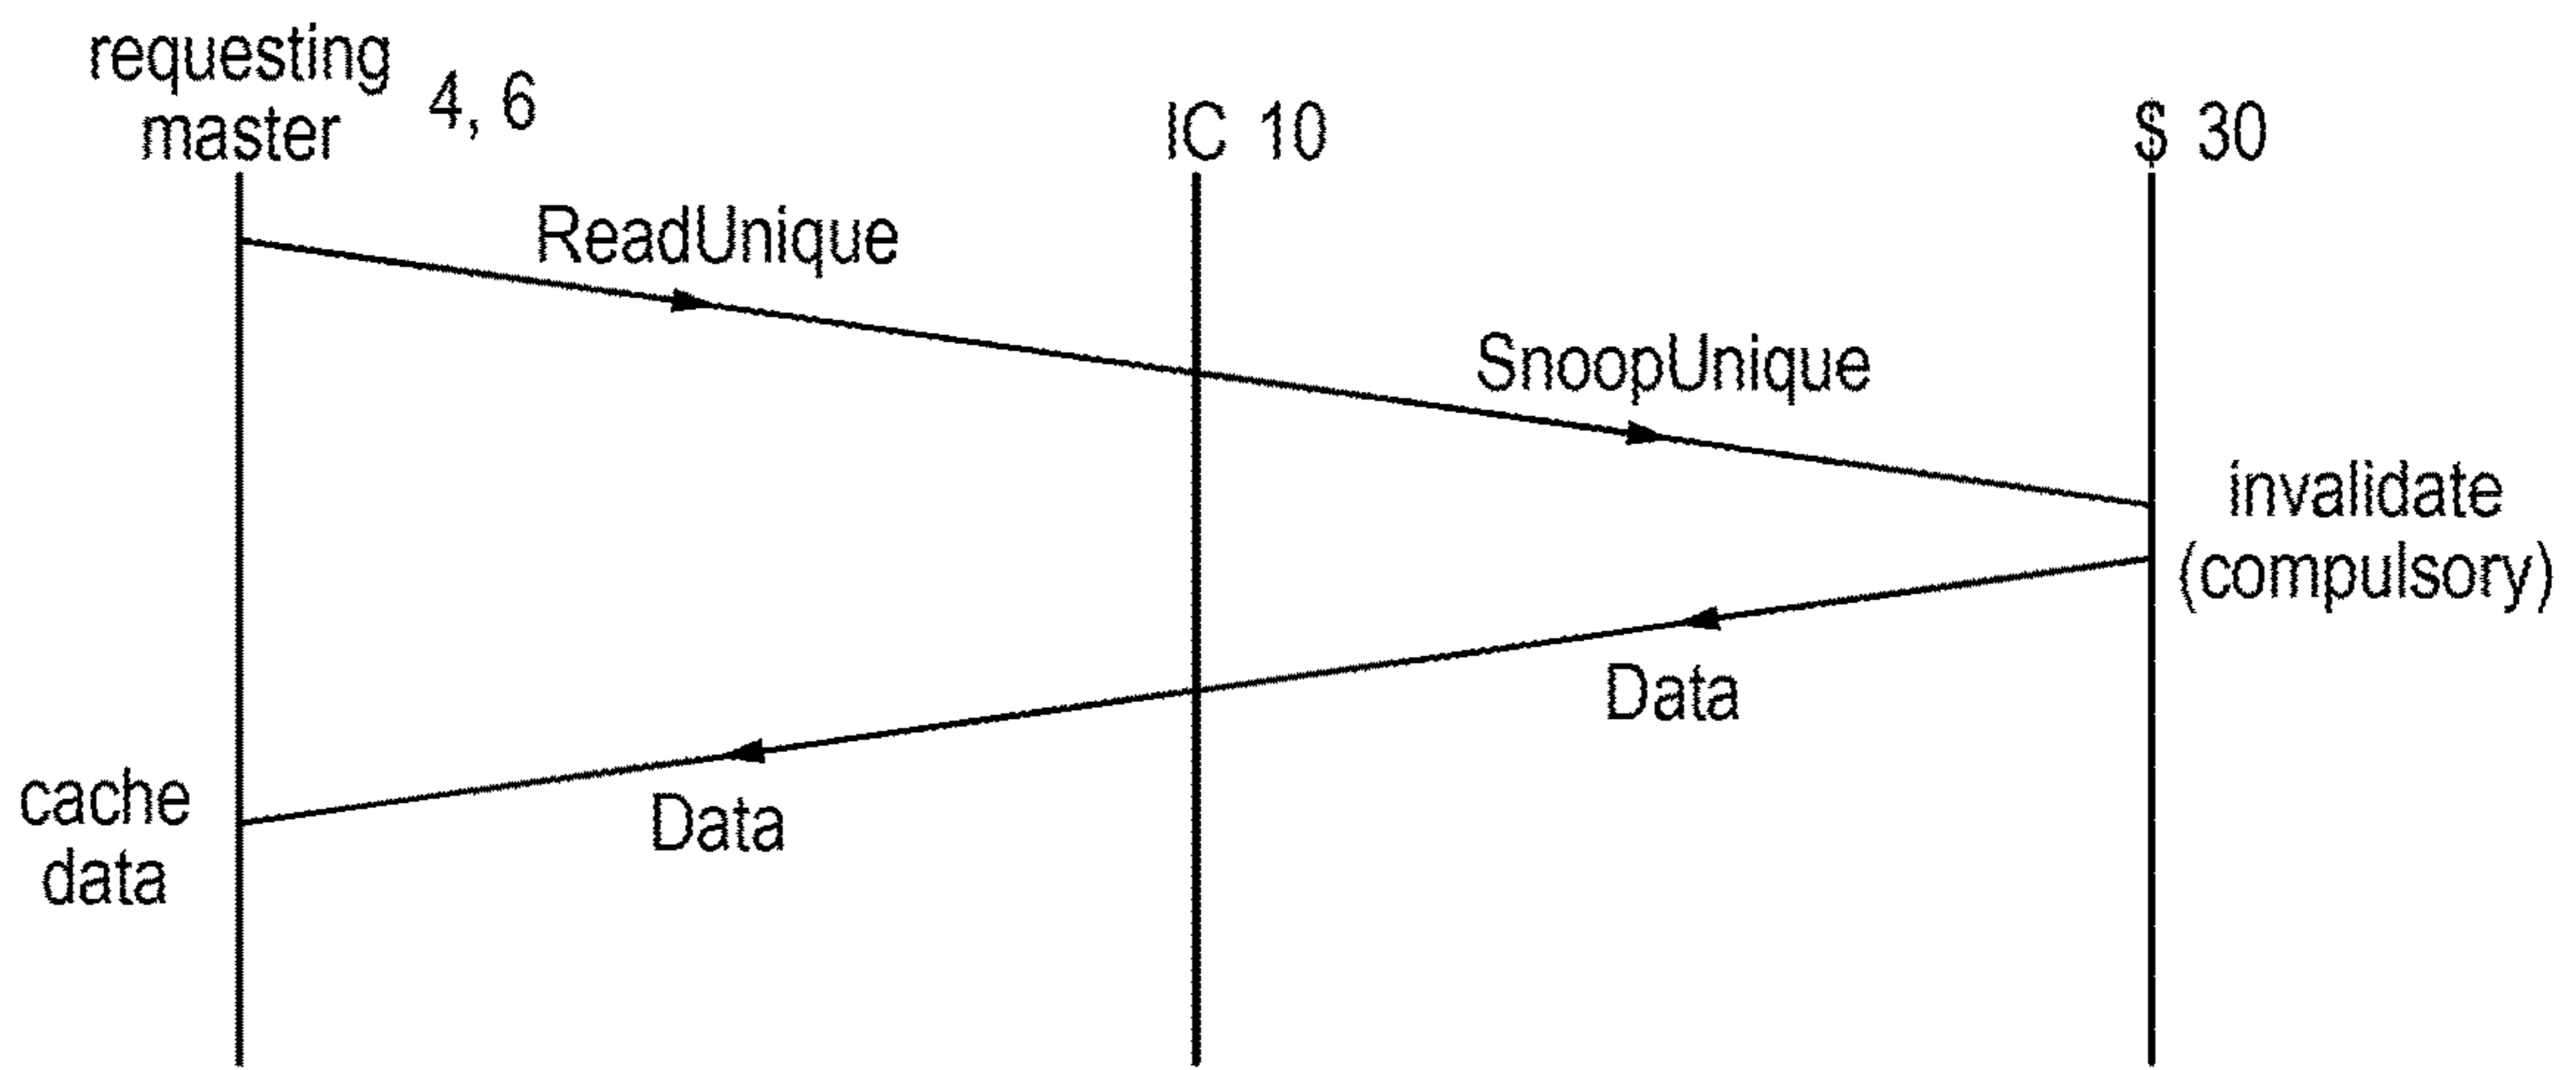 requesting
master
4, 6
IC 10
$ 30
ReadUnique
SnoopUnique
invalidate
(compulsory)
Data
Data
cache
data